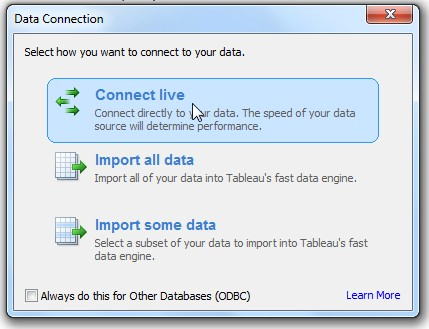 Data Connection
Select how you want to connect to your data.
Connect live
Connect directly to your data. The speed of your data
source will determine performance.
Import all data
Import all of your data into Tableau's fast data engine.
Import some data
Select a subset of your data to import into Tableau's fast
data engine.
Always do this for Other Databases (ODBC)
Learn More